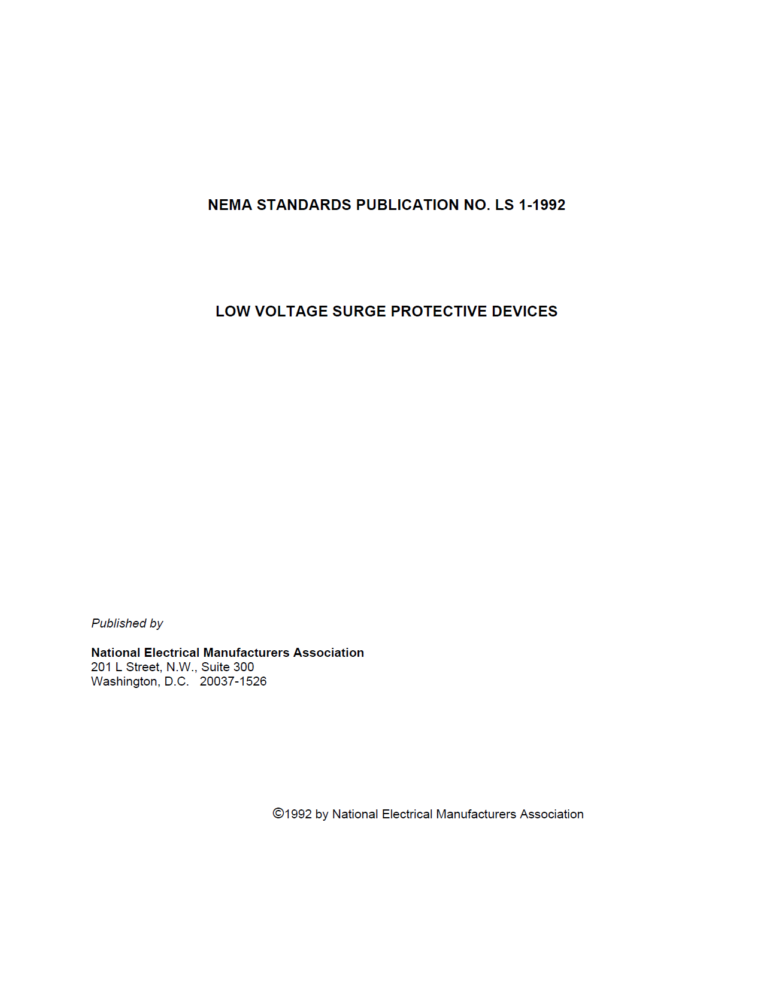 NEMA STANDARDS PUBLICATION NO. LS 1-1992
LOW VOLTAGE SURGE PROTECTIVE DEVICES
Published by
National Electrical Manufacturers Association
201 L Street, N.W., Suite 300
Washington, D.C. 20037-1526
©1992 by National Electrical Manufacturers Association